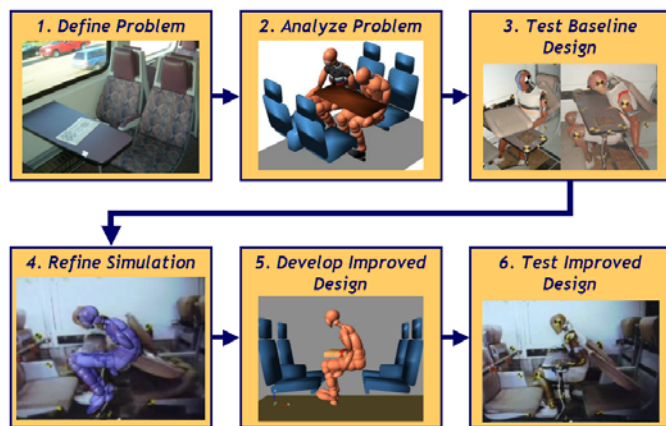 1. Define Problem
2. Analyze Problem
3. Test Baseline
Design
4. Refine Simulation
5. Develop Improved
Design
6. Test Improved
Design